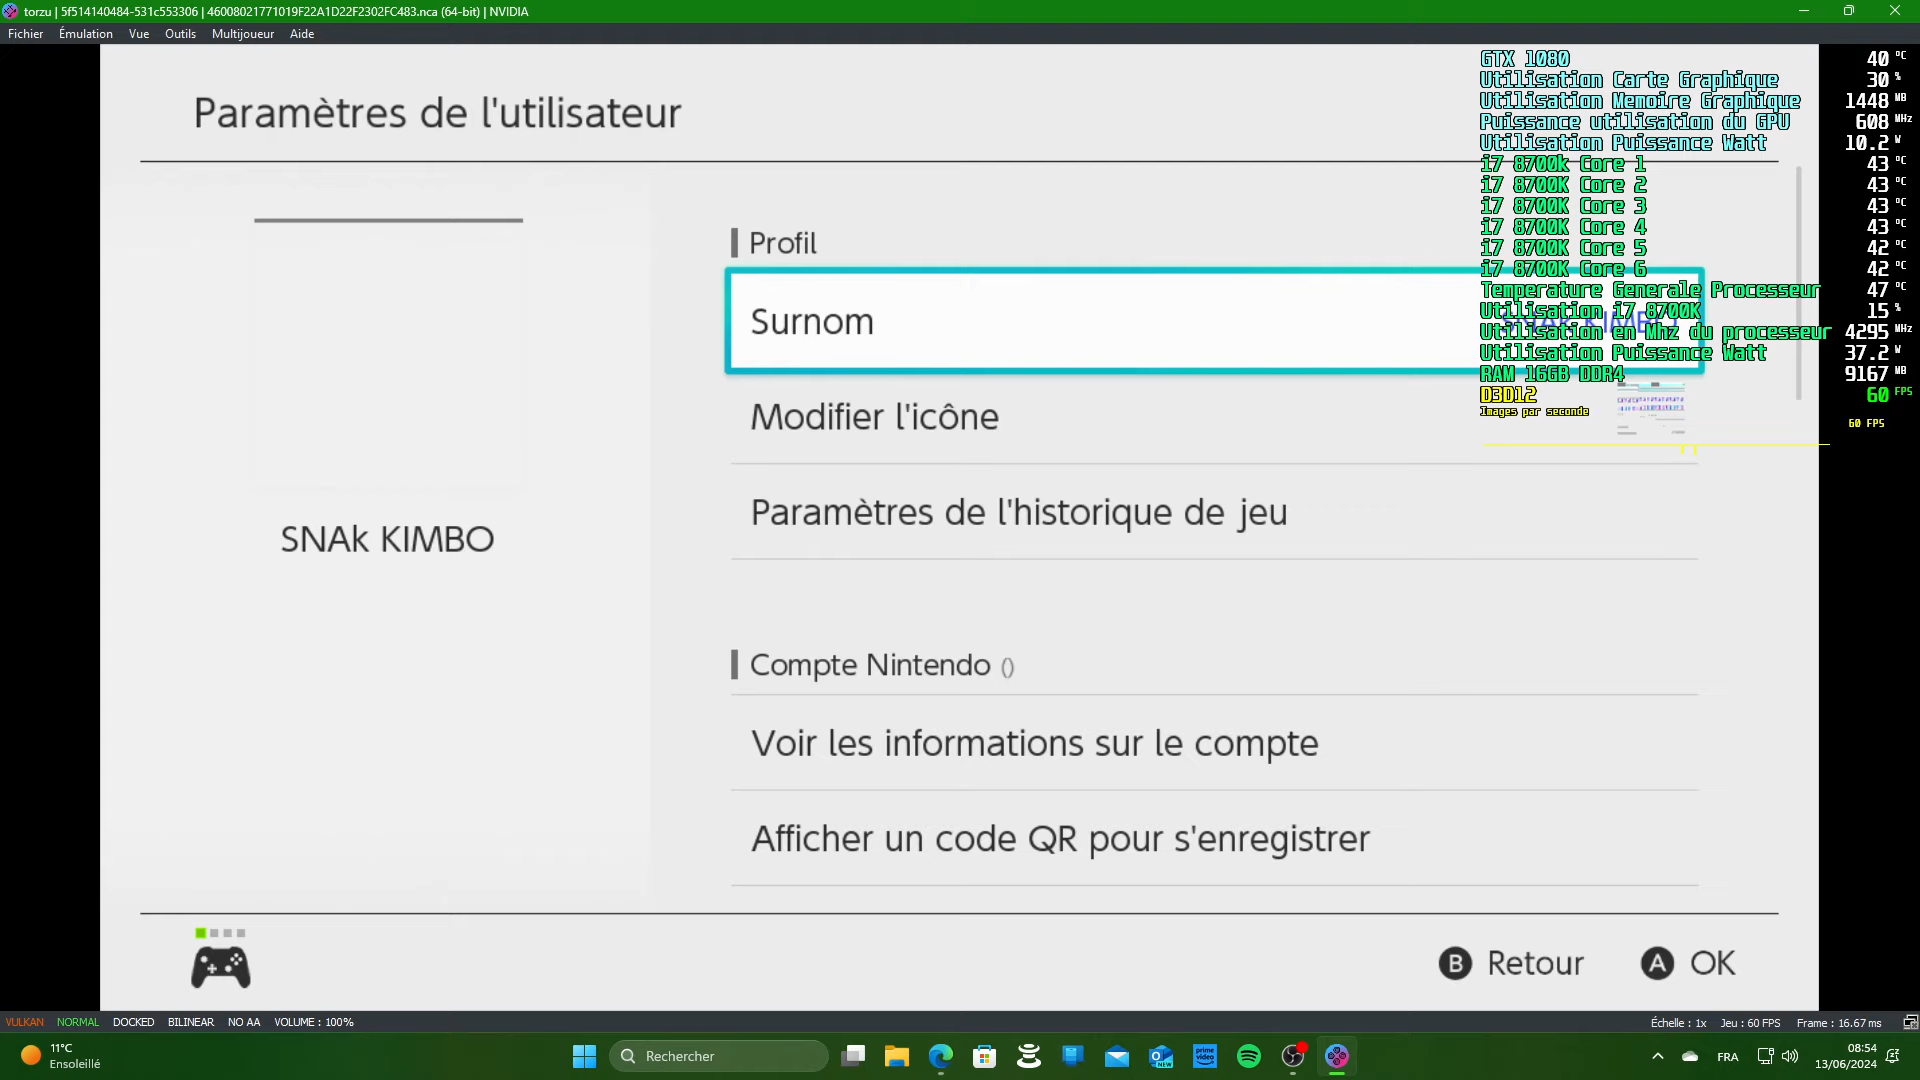 torzu | 5f514140484-531c553306 | 46008021771019F22A1D22F2302FC483.nca (64-bit) | NVIDIA
Fichier Émulation Vue Outils Multijoueur Aide
Paramètres de l'utilisateur
SNAk KIMBO
Profil
Surnom SNAk KIMBO
Modifier l'icône
Paramètres de l'historique de jeu
Compte Nintendo ()
Voir les informations sur le compte
Afficher un code QR pour s'enregistrer
B Retour A OK
GTX 1080 40 °C
Utilisation Carte Graphique 30 %
Utilisation Memoire Graphique 1448 MB
Puissance utilisation du GPU 608 MHz
Utilisation Puissance Watt 10.2 W
i7 8700k Core 1 43 °C
i7 8700K Core 2 43 °C
i7 8700K Core 3 43 °C
i7 8700K Core 4 43 °C
i7 8700K Core 5 42 °C
i7 8700K Core 6 42 °C
Temperature Generale Processeur 47 °C
Utilisation i7 8700K 15 %
Utilisation en Mhz du processeur 4295 MHz
Utilisation Puissance Watt 37.2 W
RAM 16GB DDR4 9167 MB
D3D12 60 FPS
Images par seconde 60 FPS
VULKAN NORMAL DOCKED BILINEAR NO AA VOLUME : 100% Échelle : 1x Jeu : 60 FPS Frame : 16.67 ms
11°C
Ensoleillé
Rechercher
NEW
prime video
FRA
08:54
13/06/2024